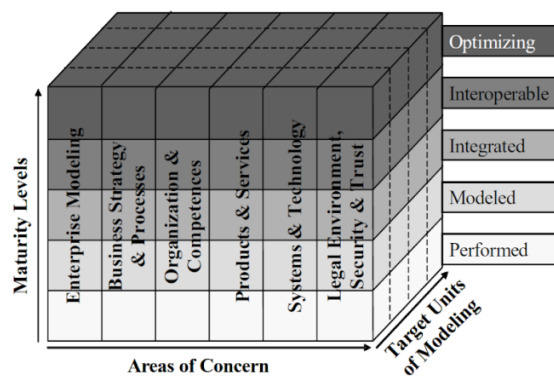 Optimizing
Interoperable
Integrated
Modeled
Performed
Maturity Levels
Enterprise Modeling
Business Strategy
& Processes
Organization &
Competences
Products & Services
Systems & Technology
Legal Environment,
Security & Trust
Areas of Concern
Target Units
of Modeling